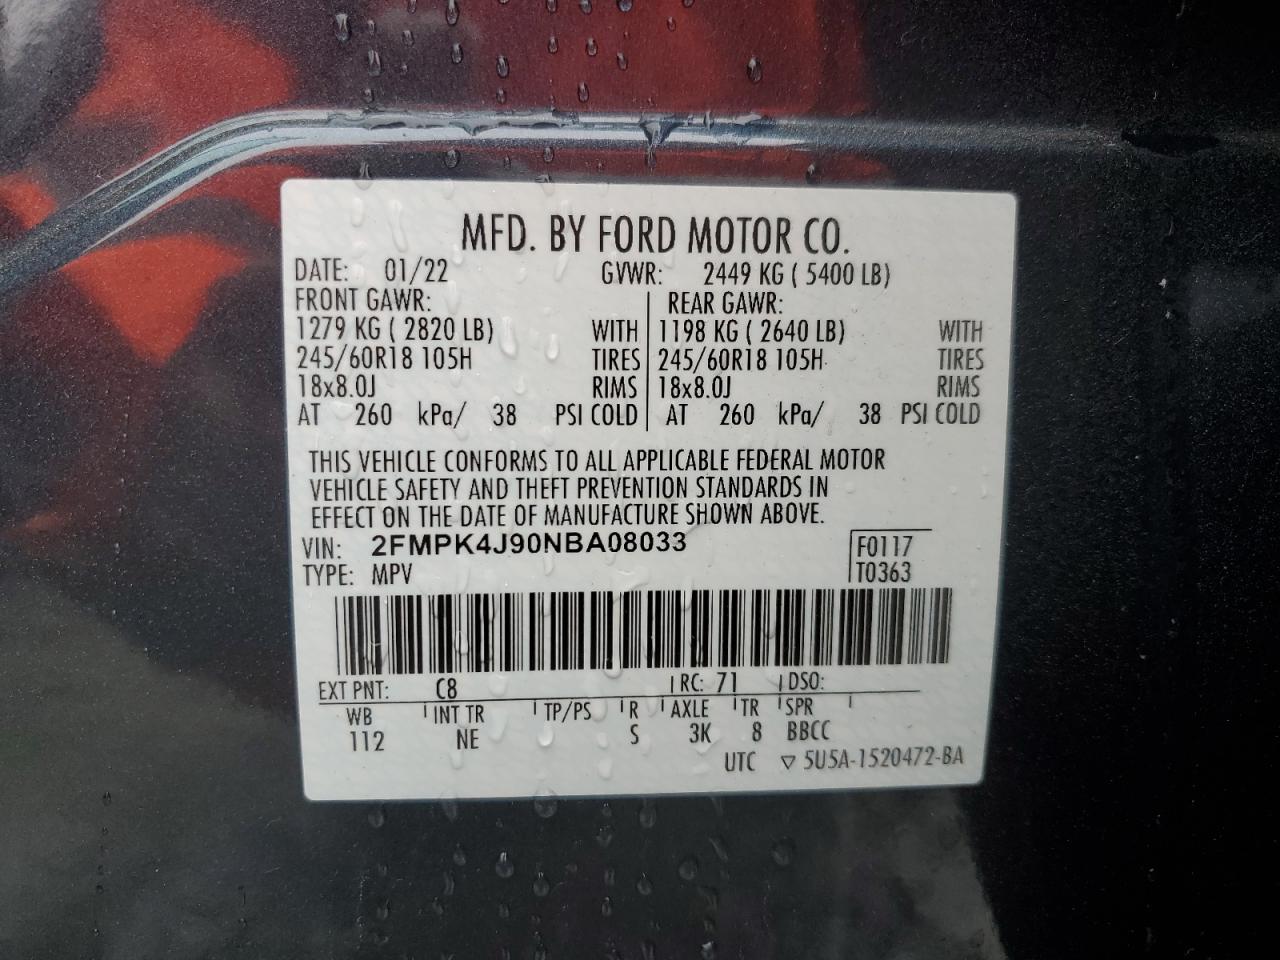 MFD. BY FORD MOTOR CO.
DATE: 01/22 GVWR: 2449 KG ( 5400 LB)
FRONT GAWR: REAR GAWR:
1279 KG ( 2820 LB) WITH 1198 KG ( 2640 LB) WITH
245/60R18 105H TIRES 245/60R18 105H TIRES
18x8.0J RIMS 18x8.0J RIMS
AT 260 kPa/ 38 PSI COLD AT 260 kPa/ 38 PSI COLD
THIS VEHICLE CONFORMS TO ALL APPLICABLE FEDERAL MOTOR
VEHICLE SAFETY AND THEFT PREVENTION STANDARDS IN
EFFECT ON THE DATE OF MANUFACTURE SHOWN ABOVE.
VIN: 2FMPK4J90NBA08033 F0117
TYPE: MPV T0363
EXT PNT: C8 RC: 71 DSO:
WB INT TR TP/PS R AXLE TR SPR
112 NE S 3K 8 BBCC
UTC ▽ 5U5A-1520472-BA